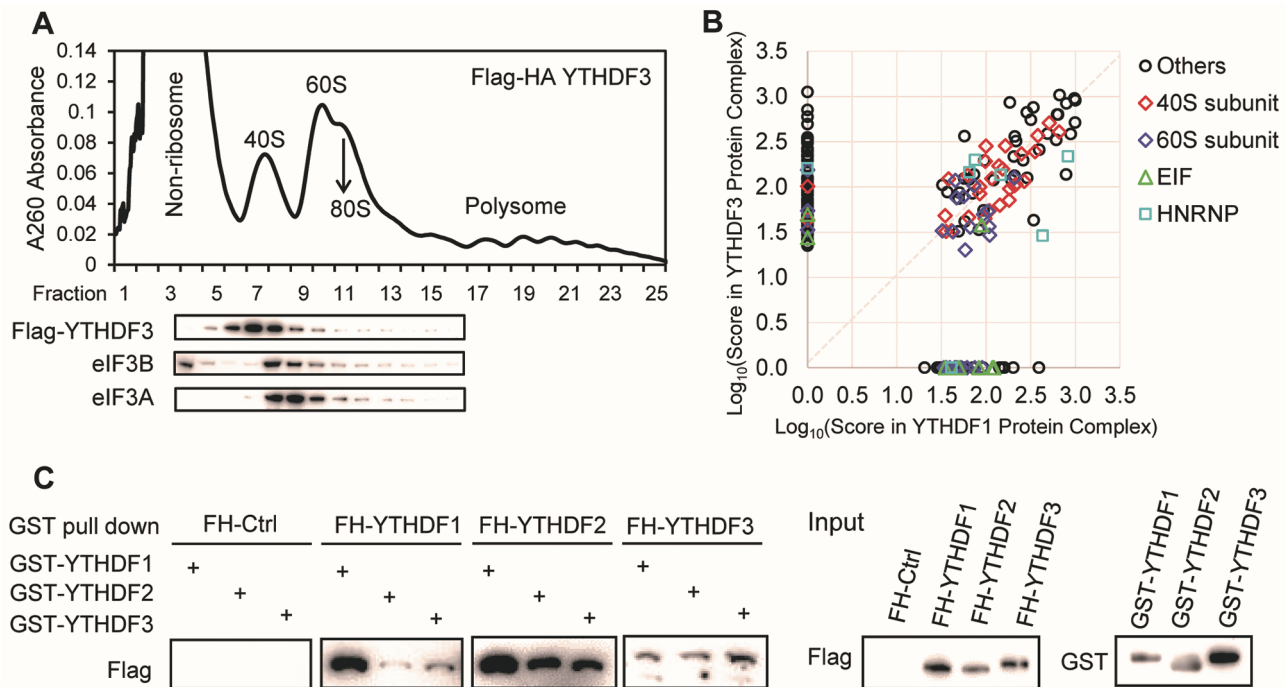 A
A260 Absorbance
0.14
0.12
0.1
0.08
0.06
0.04
0.02
0
Non-ribosome
40S
60S
80S
Polysome
Flag-HA YTHDF3
Fraction 1 3 5 7 9 11 13 15 17 19 21 23 25
Flag-YTHDF3
eIF3B
eIF3A
B
Log10(Score in YTHDF3 Protein Complex)
3.5
3.0
2.5
2.0
1.5
1.0
0.5
0.0
0.0 0.5 1.0 1.5 2.0 2.5 3.0 3.5
Log10(Score in YTHDF1 Protein Complex)
Others
40S subunit
60S subunit
EIF
HNRNP
C
GST pull down FH-Ctrl FH-YTHDF1 FH-YTHDF2 FH-YTHDF3
GST-YTHDF1 + + + +
GST-YTHDF2 + + + +
GST-YTHDF3 + + + +
Flag
Input
FH-Ctrl
FH-YTHDF1
FH-YTHDF2
FH-YTHDF3
Flag
GST-YTHDF1
GST-YTHDF2
GST-YTHDF3
GST